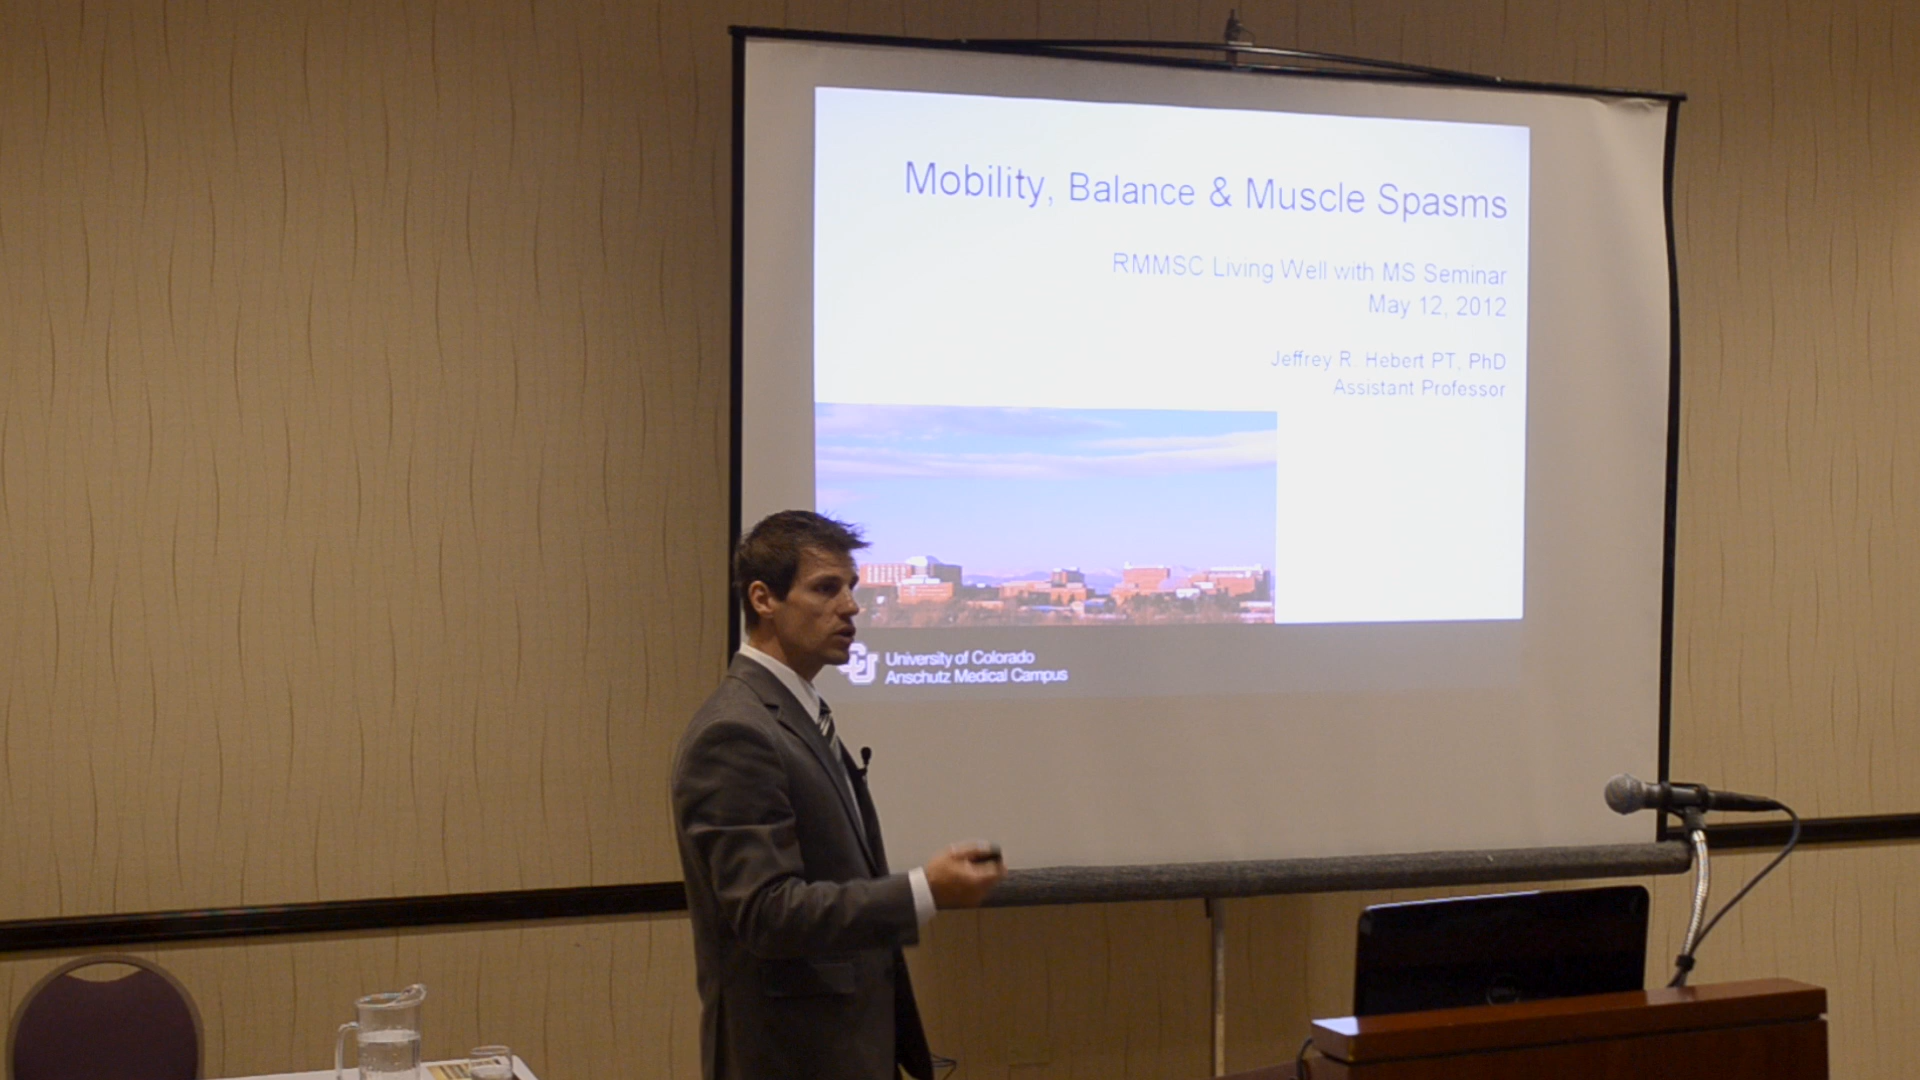 Mobility, Balance & Muscle Spasms
RMMSC Living Well with MS Seminar
May 12, 2012
Jeffrey R. Hebert PT, PhD
Assistant Professor
CU
University of Colorado
Anschutz Medical Campus